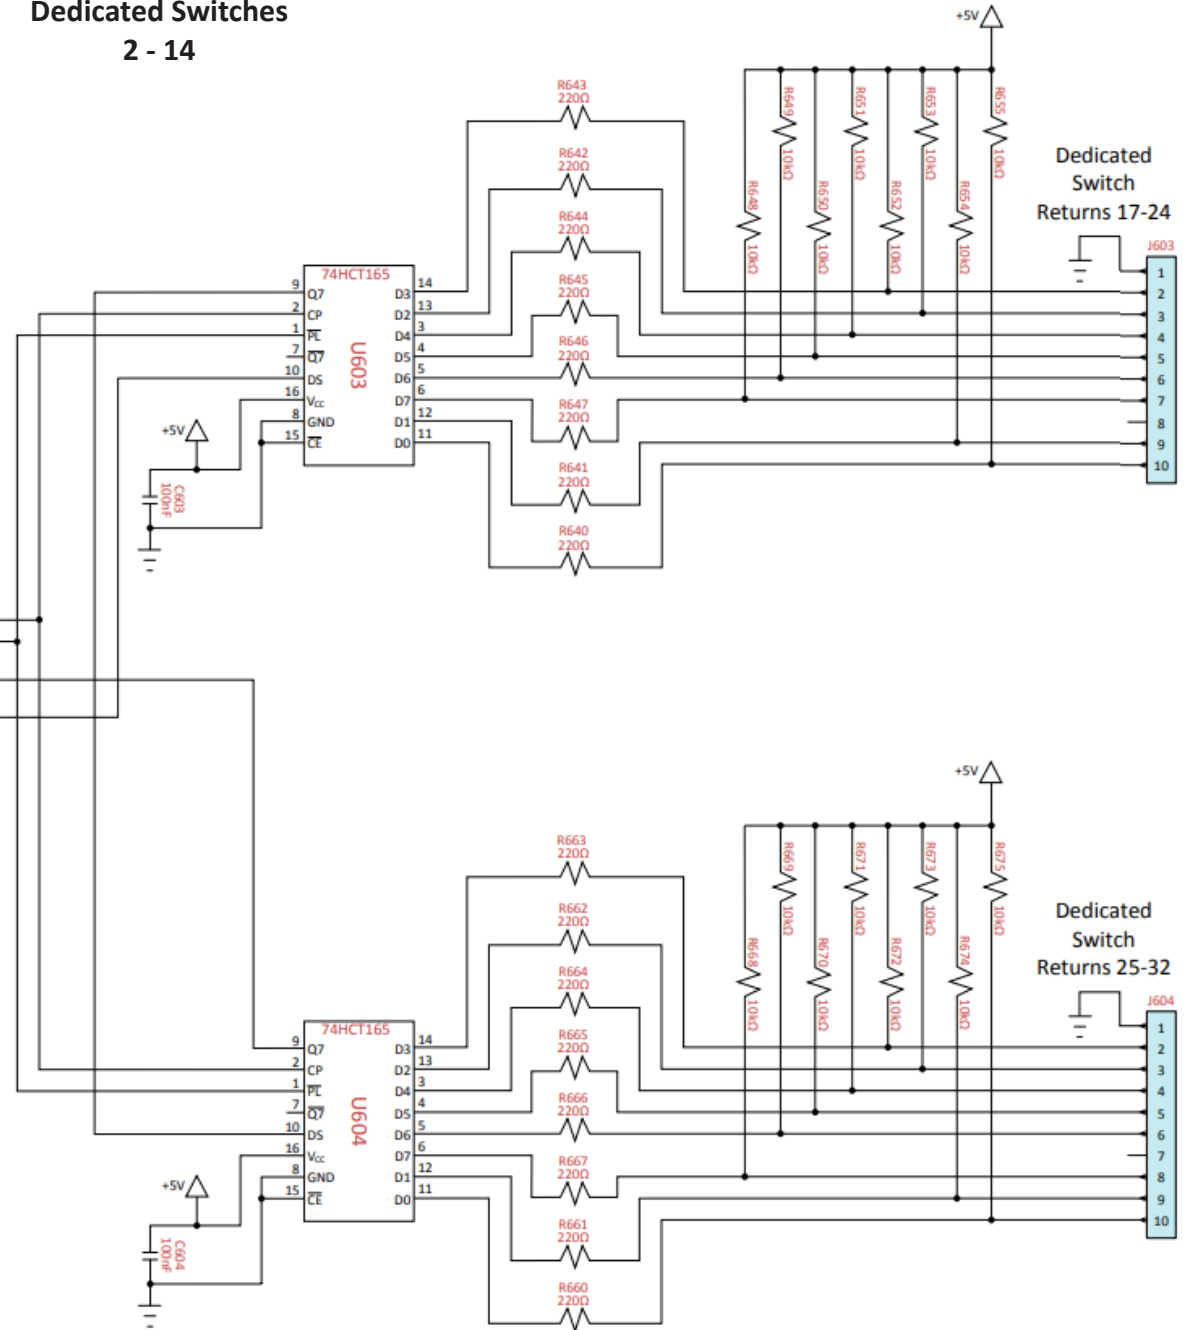 Dedicated Switches
2 - 14
+5V
R643
220Ω
R642
220Ω
R644
220Ω
R645
220Ω
R646
220Ω
R647
220Ω
R641
220Ω
R640
220Ω
R648
10kΩ
R649
10kΩ
R650
10kΩ
R651
10kΩ
R652
10kΩ
R653
10kΩ
R654
10kΩ
R655
10kΩ
Dedicated
Switch
Returns 17-24
J603
1
2
3
4
5
6
7
8
9
10
74HCT165
U603
9 Q7
2 CP
1 PL
7 Q7
10 DS
16 Vcc
8 GND
15 CE
D3 14
D2 13
D4 3
D5 4
D6 5
D7 6
D1 12
D0 11
+5V
C603
100nF
+5V
R663
220Ω
R662
220Ω
R664
220Ω
R665
220Ω
R666
220Ω
R667
220Ω
R661
220Ω
R660
220Ω
R668
10kΩ
R669
10kΩ
R670
10kΩ
R671
10kΩ
R672
10kΩ
R673
10kΩ
R674
10kΩ
R675
10kΩ
Dedicated
Switch
Returns 25-32
J604
1
2
3
4
5
6
7
8
9
10
74HCT165
U604
9 Q7
2 CP
1 PL
7 Q7
10 DS
16 Vcc
8 GND
15 CE
D3 14
D2 13
D4 3
D5 4
D6 5
D7 6
D1 12
D0 11
+5V
C604
100nF